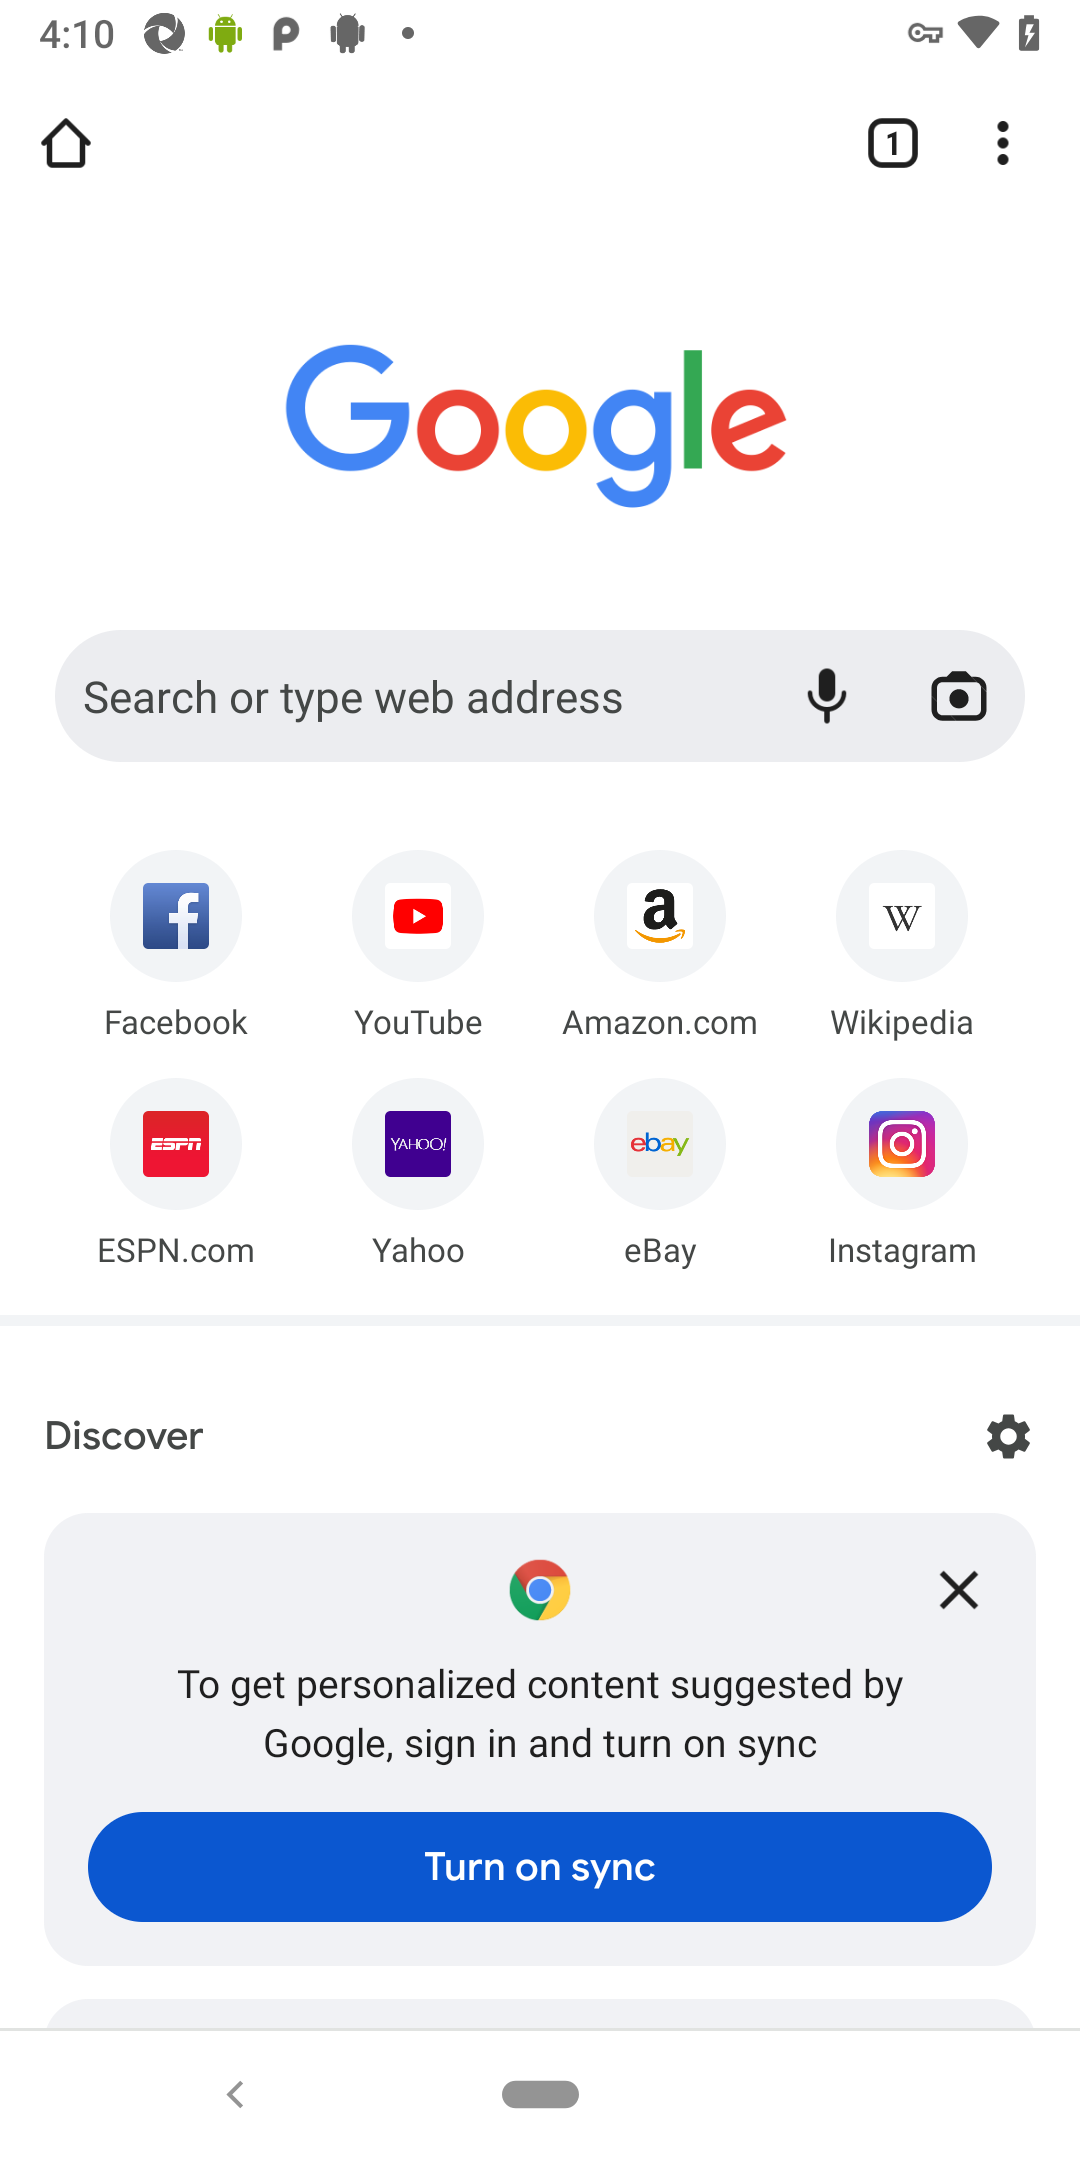 4:10
1
Google
Search or type web address
Facebook
YouTube
Amazon.com
Wikipedia
ESPN
YAHOO!
ebay
ESPN.com
Yahoo
eBay
Instagram
Discover
To get personalized content suggested by
Google, sign in and turn on sync
Turn on sync